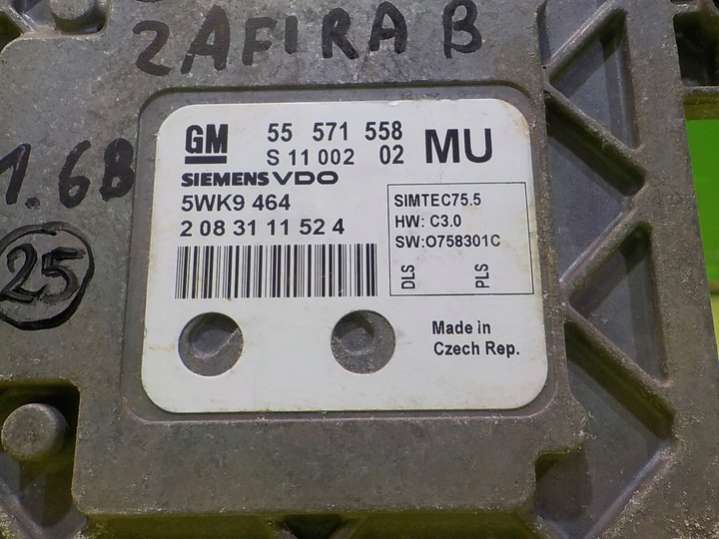 ZAFIRA B
1.6B
25
GM 55 571 558 MU
S 11 002 02
SIEMENS VDO
5WK9 464
2 08 31 11 52 4
SIMTEC75.5
HW: C3.0
SW:O758301C
DLS PLS
Made in
Czech Rep.